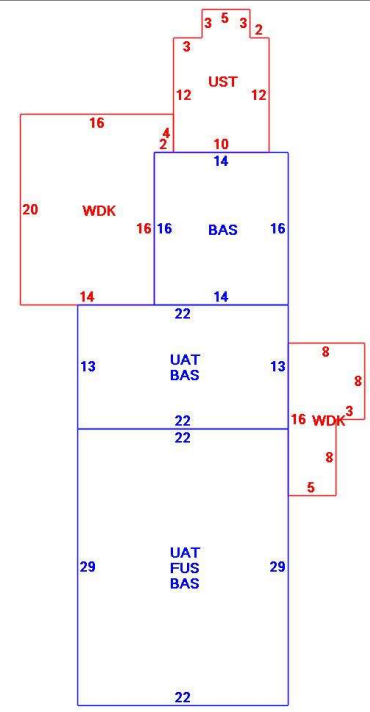 5
3 3
2
3
UST
12 12
16
4
2 10
14
20 WDK
16 16 BAS 16
14 14
22
8
13 UAT 13
BAS
8
3
22 16 WDK
22
8
5
UAT
29 FUS 29
BAS
22